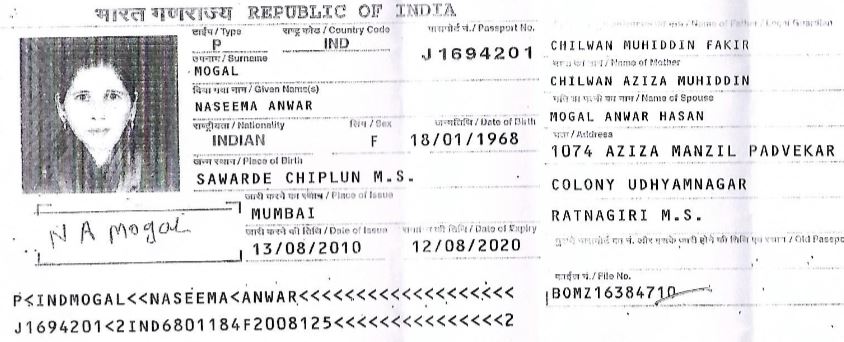 भारत गणराज्य REPUBLIC OF INDIA
टाईप / Type राष्ट्र कोड / Country Code पासपोर्ट नं. / Passport No.
P IND J1694201
उपनाम / Surname
MOGAL
दिया गया नाम / Given Name(s)
NASEEMA ANWAR
राष्ट्रीयता / Nationality लिंग / Sex जन्मतिथि / Date of Birth
INDIAN F 18/01/1968
जन्म स्थान / Place of Birth
SAWARDE CHIPLUN M.S.
जारी करने का स्थान / Place of Issue
MUMBAI
जारी करने की तिथि / Date of Issue समाप्ति की तिथि / Date of Expiry
13/08/2010 12/08/2020
N A Mogal
P<INDMOGAL<<NASEEMA<ANWAR<<<<<<<<<<<<<<<<<<<
J1694201<2IND6801184F2008125<<<<<<<<<<<<<<<2
Name of Father / Legal Guardian
CHILWAN MUHIDDIN FAKIR
माता का नाम / Name of Mother
CHILWAN AZIZA MUHIDDIN
पति या पत्नी का नाम / Name of Spouse
MOGAL ANWAR HASAN
पता / Address
1074 AZIZA MANZIL PADVEKAR
COLONY UDHYAMNAGAR
RATNAGIRI M.S.
पुराने पासपोर्ट का नं. और उसके जारी होने की तिथि एवं स्थान / Old Passpo
फाईल नं. / File No.
BOMZ16384710